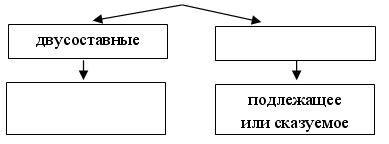 двусоставные
подлежащее
или сказуемое